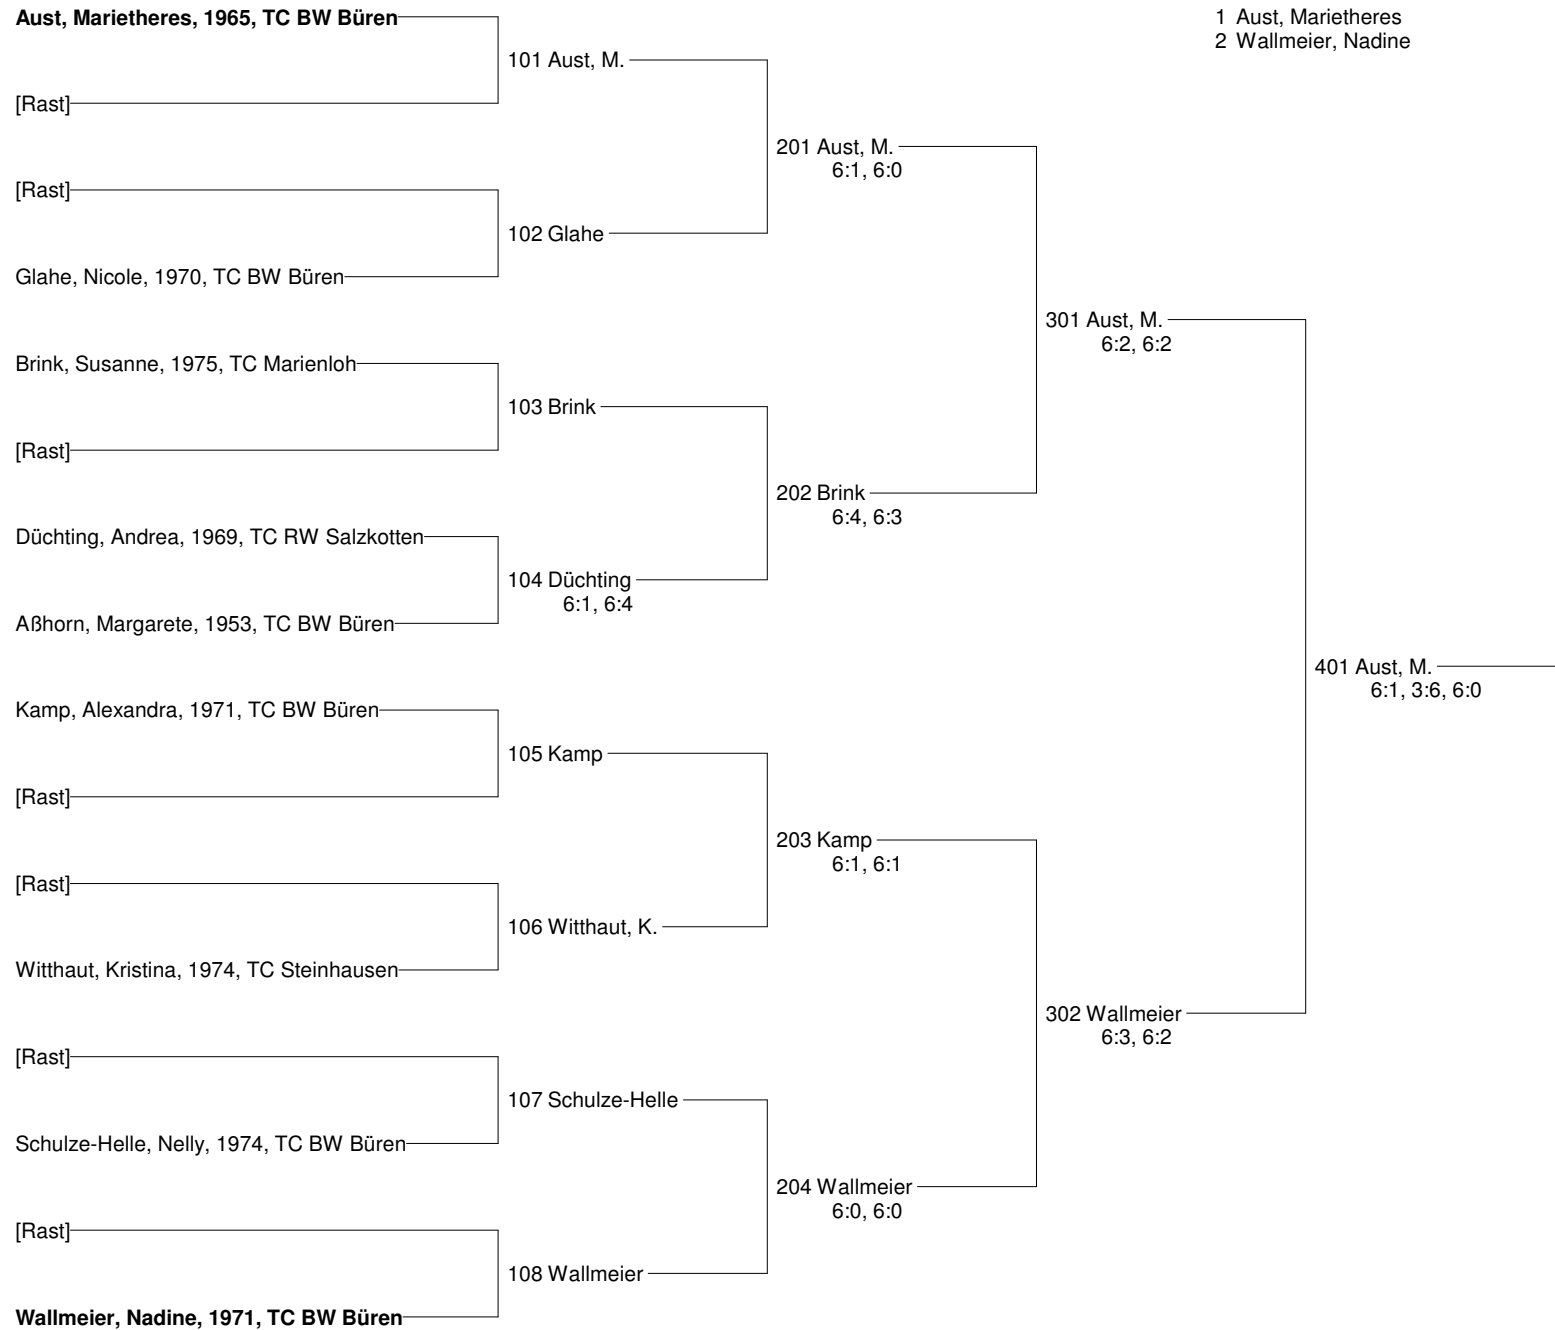 Aust, Marietheres, 1965, TC BW Büren
1 Aust, Marietheres
2 Wallmeier, Nadine
101 Aust, M.
[Rast]
201 Aust, M.
6:1, 6:0
[Rast]
102 Glahe
Glahe, Nicole, 1970, TC BW Büren
301 Aust, M.
6:2, 6:2
Brink, Susanne, 1975, TC Marienloh
103 Brink
[Rast]
202 Brink
6:4, 6:3
Düchting, Andrea, 1969, TC RW Salzkotten
104 Düchting
6:1, 6:4
Aßhorn, Margarete, 1953, TC BW Büren
401 Aust, M.
6:1, 3:6, 6:0
Kamp, Alexandra, 1971, TC BW Büren
105 Kamp
[Rast]
203 Kamp
6:1, 6:1
[Rast]
106 Witthaut, K.
Witthaut, Kristina, 1974, TC Steinhausen
302 Wallmeier
6:3, 6:2
[Rast]
107 Schulze-Helle
Schulze-Helle, Nelly, 1974, TC BW Büren
204 Wallmeier
6:0, 6:0
[Rast]
108 Wallmeier
Wallmeier, Nadine, 1971, TC BW Büren